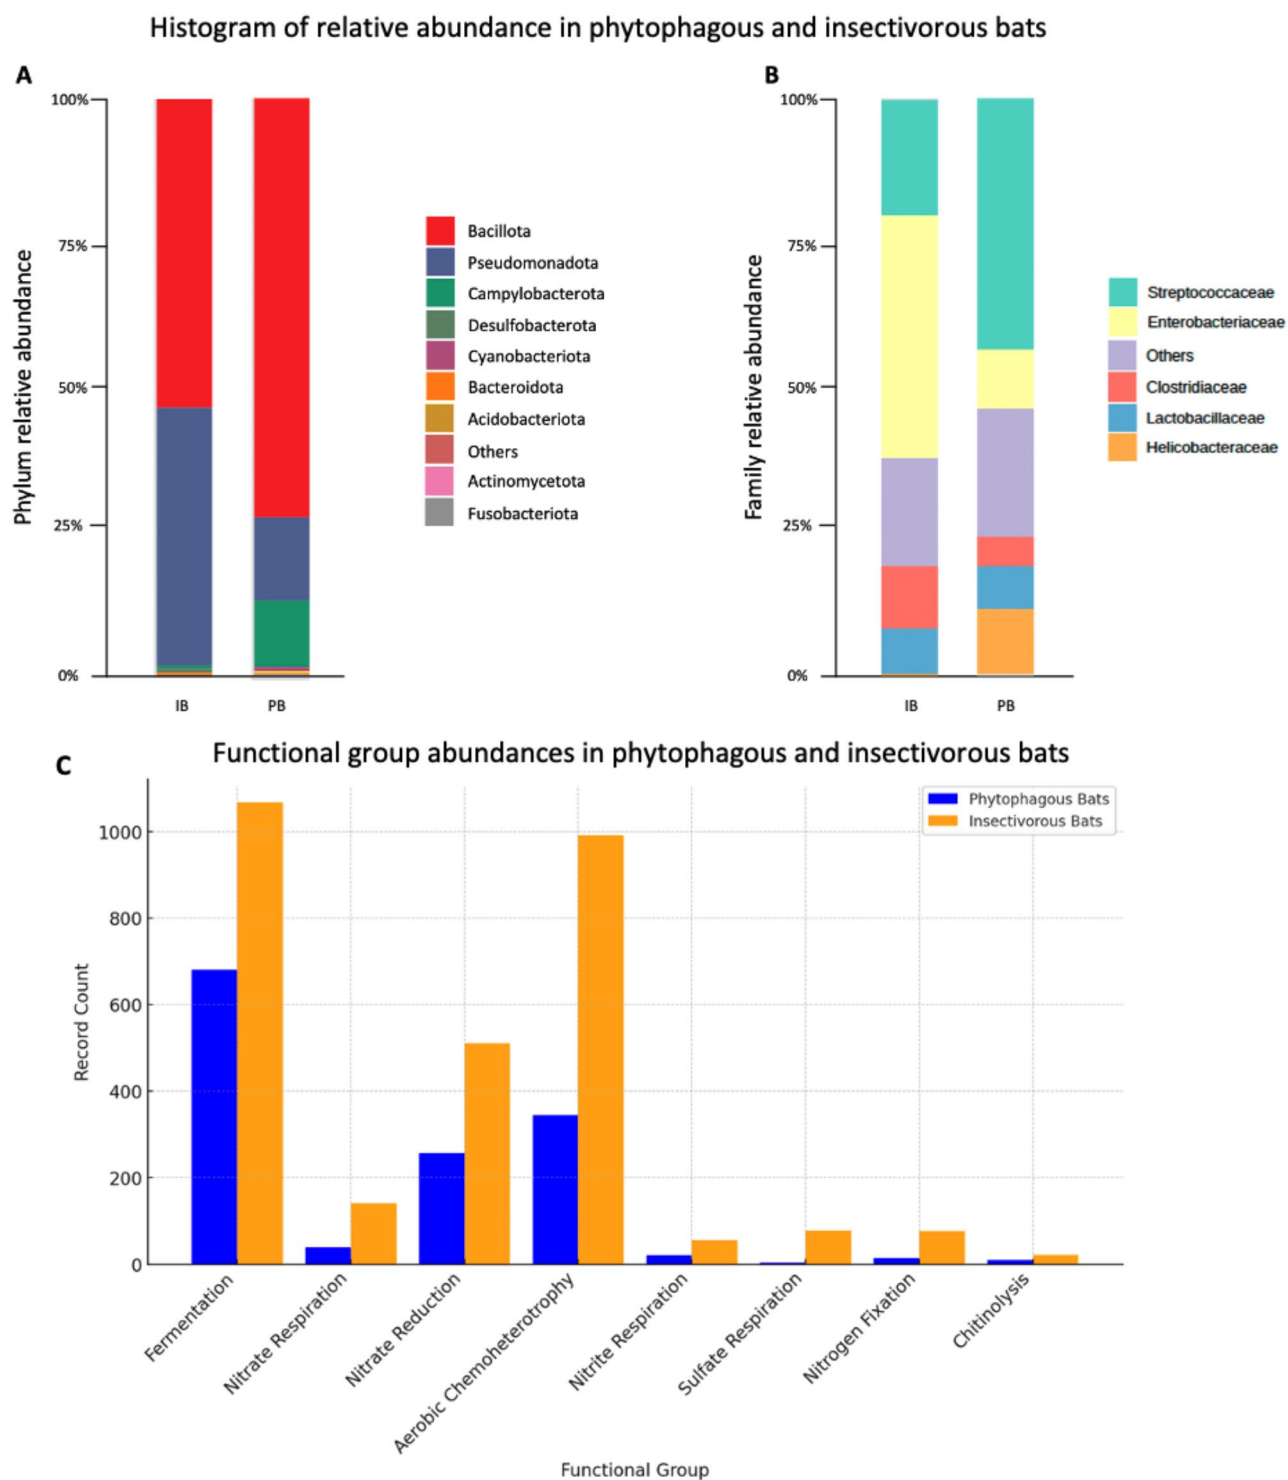 Histogram of relative abundance in phytophagous and insectivorous bats
A
100%
75%
50%
25%
0%
Phylum relative abundance
IB
PB
Bacillota
Pseudomonadota
Campylobacterota
Desulfobacterota
Cyanobacteriota
Bacteroidota
Acidobacteriota
Others
Actinomycetota
Fusobacteriota
B
100%
75%
50%
25%
0%
Family relative abundance
IB
PB
Streptococcaceae
Enterobacteriaceae
Others
Clostridiaceae
Lactobacillaceae
Helicobacteraceae
C
Functional group abundances in phytophagous and insectivorous bats
Phytophagous Bats
Insectivorous Bats
1000
800
600
400
200
0
Record Count
Fermentation
Nitrate Respiration
Nitrate Reduction
Aerobic Chemoheterotrophy
Nitrite Respiration
Sulfate Respiration
Nitrogen Fixation
Chitinolysis
Functional Group